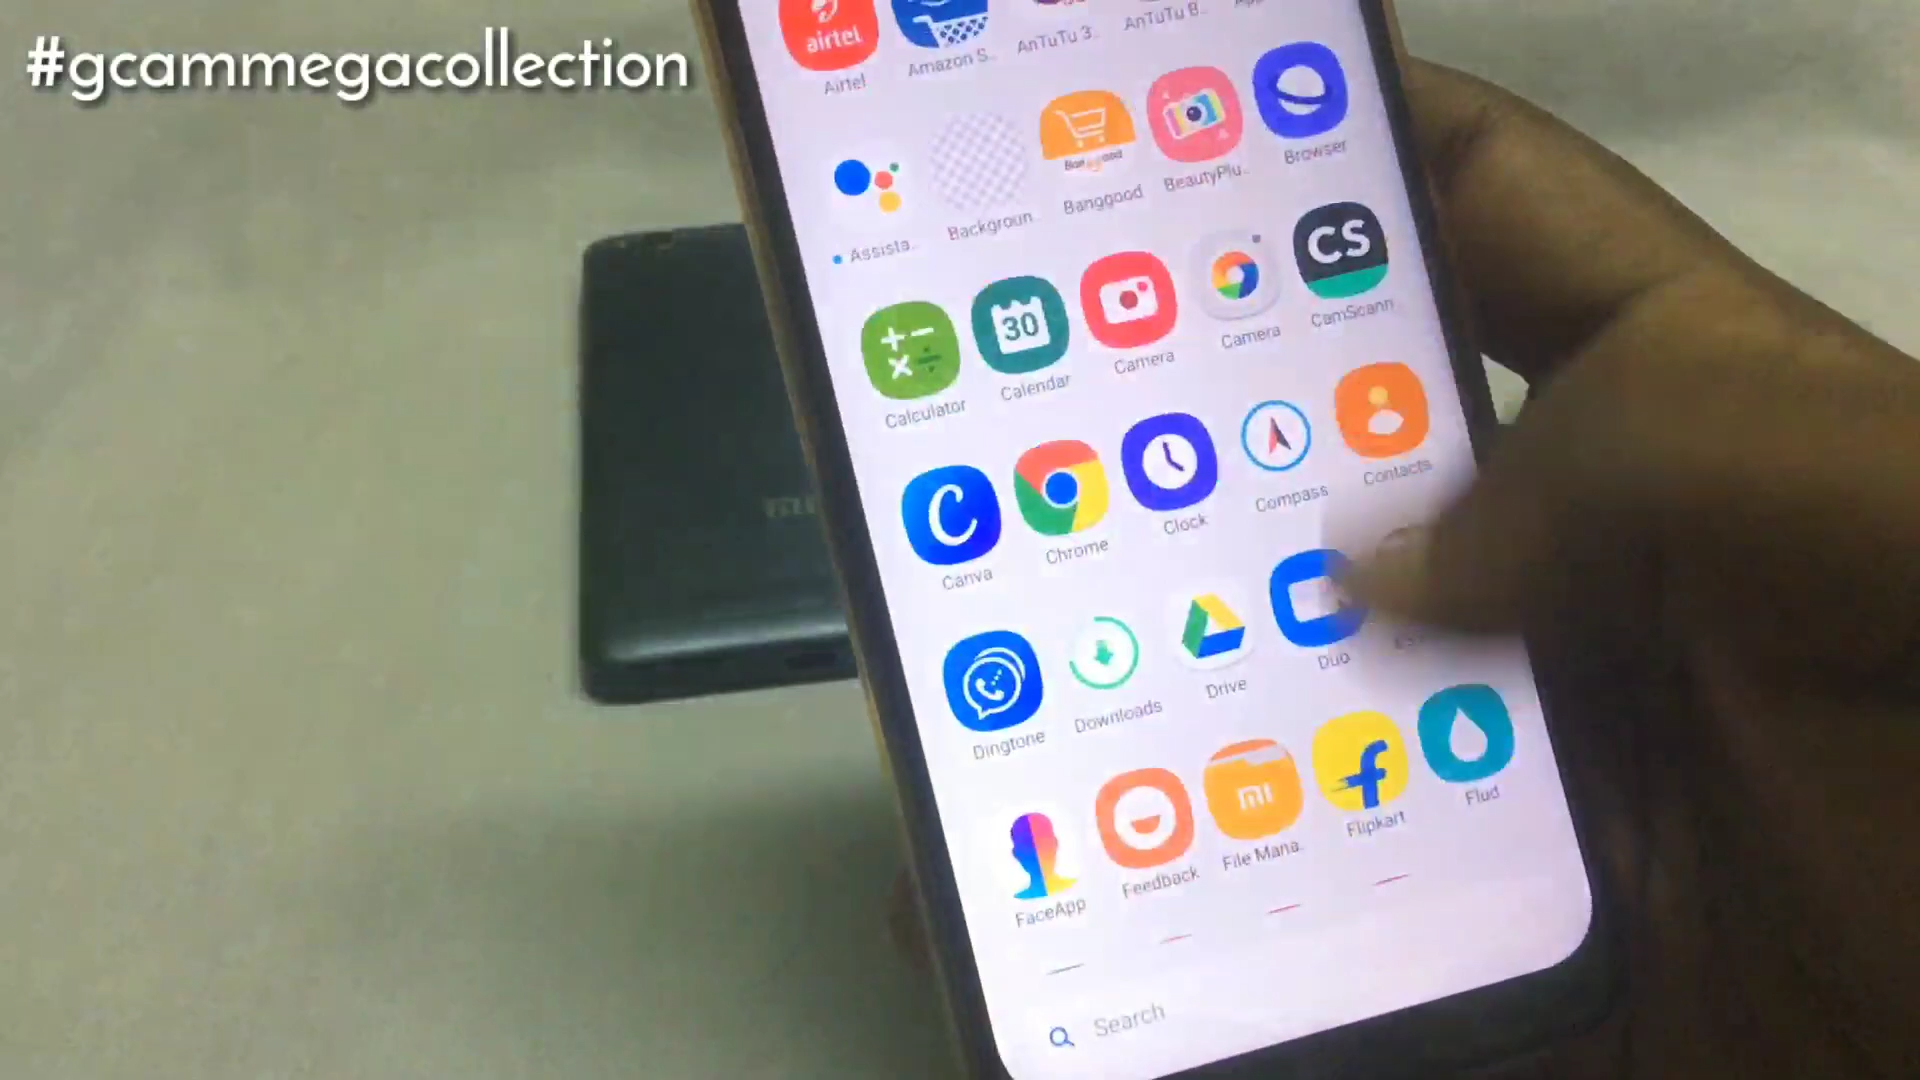 #gcammegacollection
airtel
Airtel
Amazon S..
AnTuTu 3..
AnTuTu B..
Assista..
Backgroun..
Banggood
BeautyPlu..
Browser
30
CS
Calculator
Calendar
Camera
Camera
CamScann..
Canva
Chrome
Clock
Compass
Contacts
Dingtone
Downloads
Drive
Duo
mi
f
FaceApp
Feedback
File Mana..
Flipkart
Flud
Search